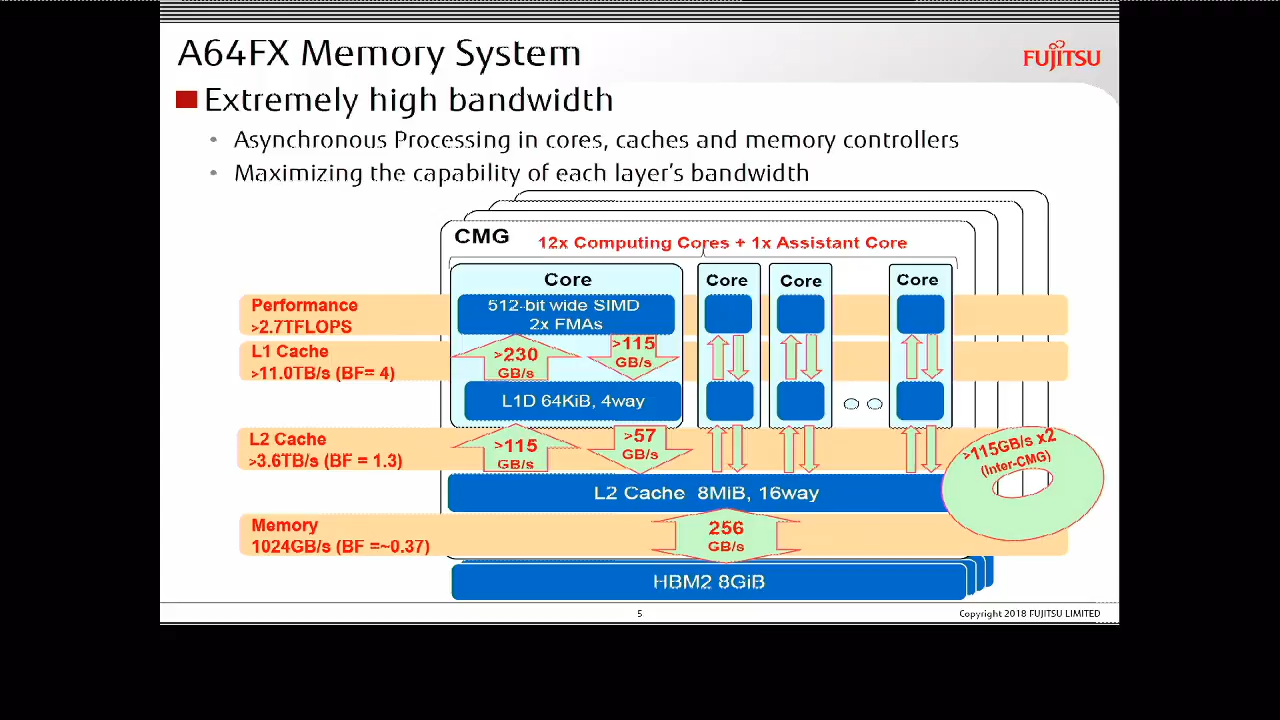 A64FX Memory System
FUJITSU
Extremely high bandwidth
• Asynchronous Processing in cores, caches and memory controllers
• Maximizing the capability of each layer's bandwidth
CMG
12x Computing Cores + 1x Assistant Core
Core
Core
Core
Core
Performance
>2.7TFLOPS
512-bit wide SIMD
2x FMAs
L1 Cache
>11.0TB/s (BF= 4)
>230
GB/s
>115
GB/s
L1D 64KiB, 4way
L2 Cache
>3.6TB/s (BF = 1.3)
>115
GB/s
>57
GB/s
>115GB/s x2
(Inter-CMG)
L2 Cache 8MiB, 16way
Memory
1024GB/s (BF =~0.37)
256
GB/s
HBM2 8GiB
5
Copyright 2018 FUJITSU LIMITED